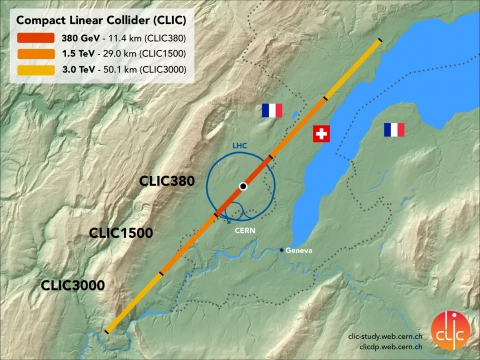 Compact Linear Collider (CLIC)
380 GeV - 11.4 km (CLIC380)
1.5 TeV - 29.0 km (CLIC1500)
3.0 TeV - 50.1 km (CLIC3000)
LHC
CLIC380
CERN
CLIC1500
Geneva
CLIC3000
clic
clic-study.web.cern.ch
clicdp.web.cern.ch